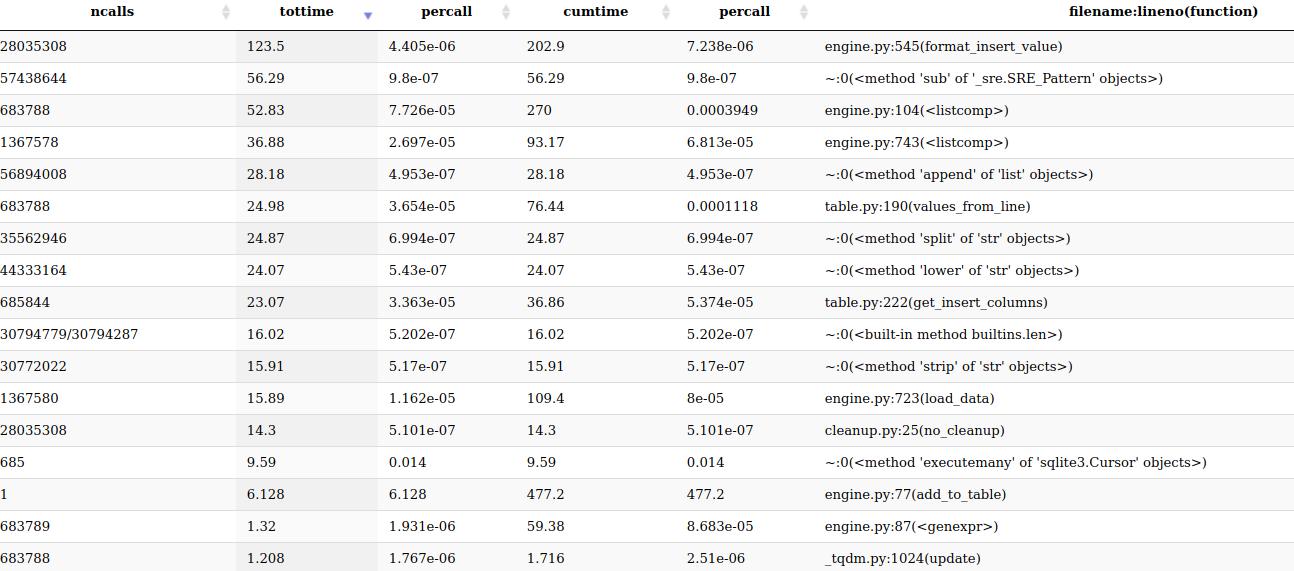 ncalls tottime percall cumtime percall filename:lineno(function)
28035308 123.5 4.405e-06 202.9 7.238e-06 engine.py:545(format_insert_value)
57438644 56.29 9.8e-07 56.29 9.8e-07 ~:0(<method 'sub' of '_sre.SRE_Pattern' objects>)
683788 52.83 7.726e-05 270 0.0003949 engine.py:104(<listcomp>)
1367578 36.88 2.697e-05 93.17 6.813e-05 engine.py:743(<listcomp>)
56894008 28.18 4.953e-07 28.18 4.953e-07 ~:0(<method 'append' of 'list' objects>)
683788 24.98 3.654e-05 76.44 0.0001118 table.py:190(values_from_line)
35562946 24.87 6.994e-07 24.87 6.994e-07 ~:0(<method 'split' of 'str' objects>)
44333164 24.07 5.43e-07 24.07 5.43e-07 ~:0(<method 'lower' of 'str' objects>)
685844 23.07 3.363e-05 36.86 5.374e-05 table.py:222(get_insert_columns)
30794779/30794287 16.02 5.202e-07 16.02 5.202e-07 ~:0(<built-in method builtins.len>)
30772022 15.91 5.17e-07 15.91 5.17e-07 ~:0(<method 'strip' of 'str' objects>)
1367580 15.89 1.162e-05 109.4 8e-05 engine.py:723(load_data)
28035308 14.3 5.101e-07 14.3 5.101e-07 cleanup.py:25(no_cleanup)
685 9.59 0.014 9.59 0.014 ~:0(<method 'executemany' of 'sqlite3.Cursor' objects>)
1 6.128 6.128 477.2 477.2 engine.py:77(add_to_table)
683789 1.32 1.931e-06 59.38 8.683e-05 engine.py:87(<genexpr>)
683788 1.208 1.767e-06 1.716 2.51e-06 _tqdm.py:1024(update)